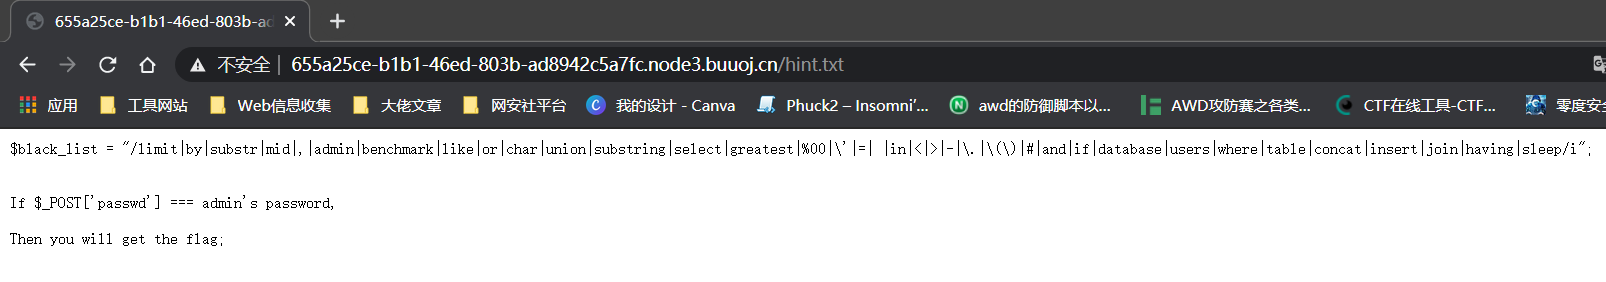 655a25ce-b1b1-46ed-803b-ad
不安全 | 655a25ce-b1b1-46ed-803b-ad8942c5a7fc.node3.buuoj.cn/hint.txt
应用 工具网站 Web信息收集 大佬文章 网安社平台 我的设计 - Canva Phuck2 – Insomni'... awd的防御脚本以... AWD攻防赛之各类... CTF在线工具-CTF... 零度安全
$black_list = "/limit|by|substr|mid|,|admin|benchmark|like|or|char|union|substring|select|greatest|%00|\'|=| |in|<|>|-|\.|\(\)|#|and|if|database|users|where|table|concat|insert|join|having|sleep/i";
If $_POST['passwd'] === admin's password,
Then you will get the flag;